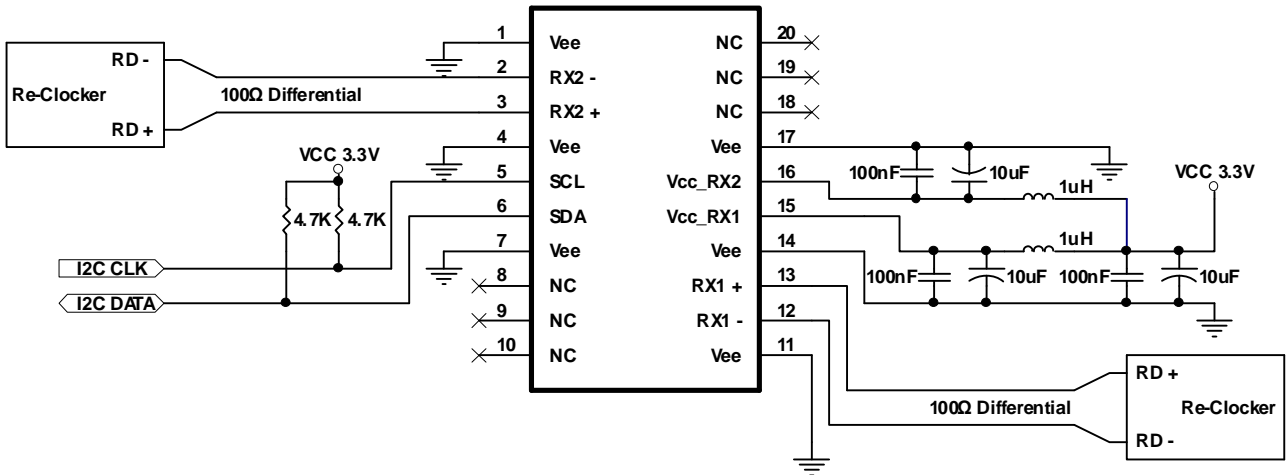 1 Vee
2 RX2 -
3 RX2 +
4 Vee
5 SCL
6 SDA
7 Vee
8 NC
9 NC
10 NC
20 NC
19 NC
18 NC
17 Vee
16 Vcc_RX2
15 Vcc_RX1
14 Vee
13 RX1 +
12 RX1 -
11 Vee
Re-Clocker
RD -
RD +
100Ω Differential
VCC 3.3V
4.7K
4.7K
I2C CLK
I2C DATA
100nF
10uF
1uH
VCC 3.3V
1uH
100nF
10uF
100nF
10uF
100Ω Differential
RD +
RD -
Re-Clocker